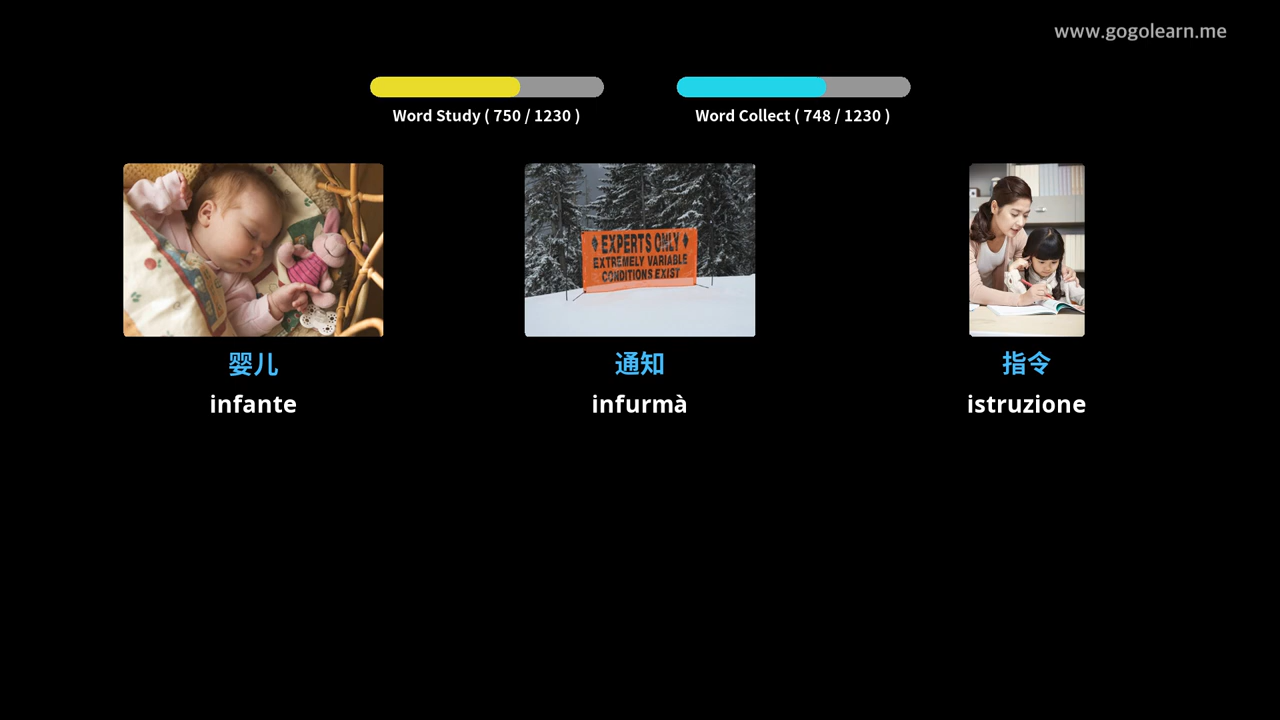 www.gogolearn.me
Word Study ( 750 / 1230 )
Word Collect ( 748 / 1230 )
EXPERTS ONLY
EXTREMELY VARIABLE
CONDITIONS EXIST
婴儿
通知
指令
infante
infurmà
istruzione